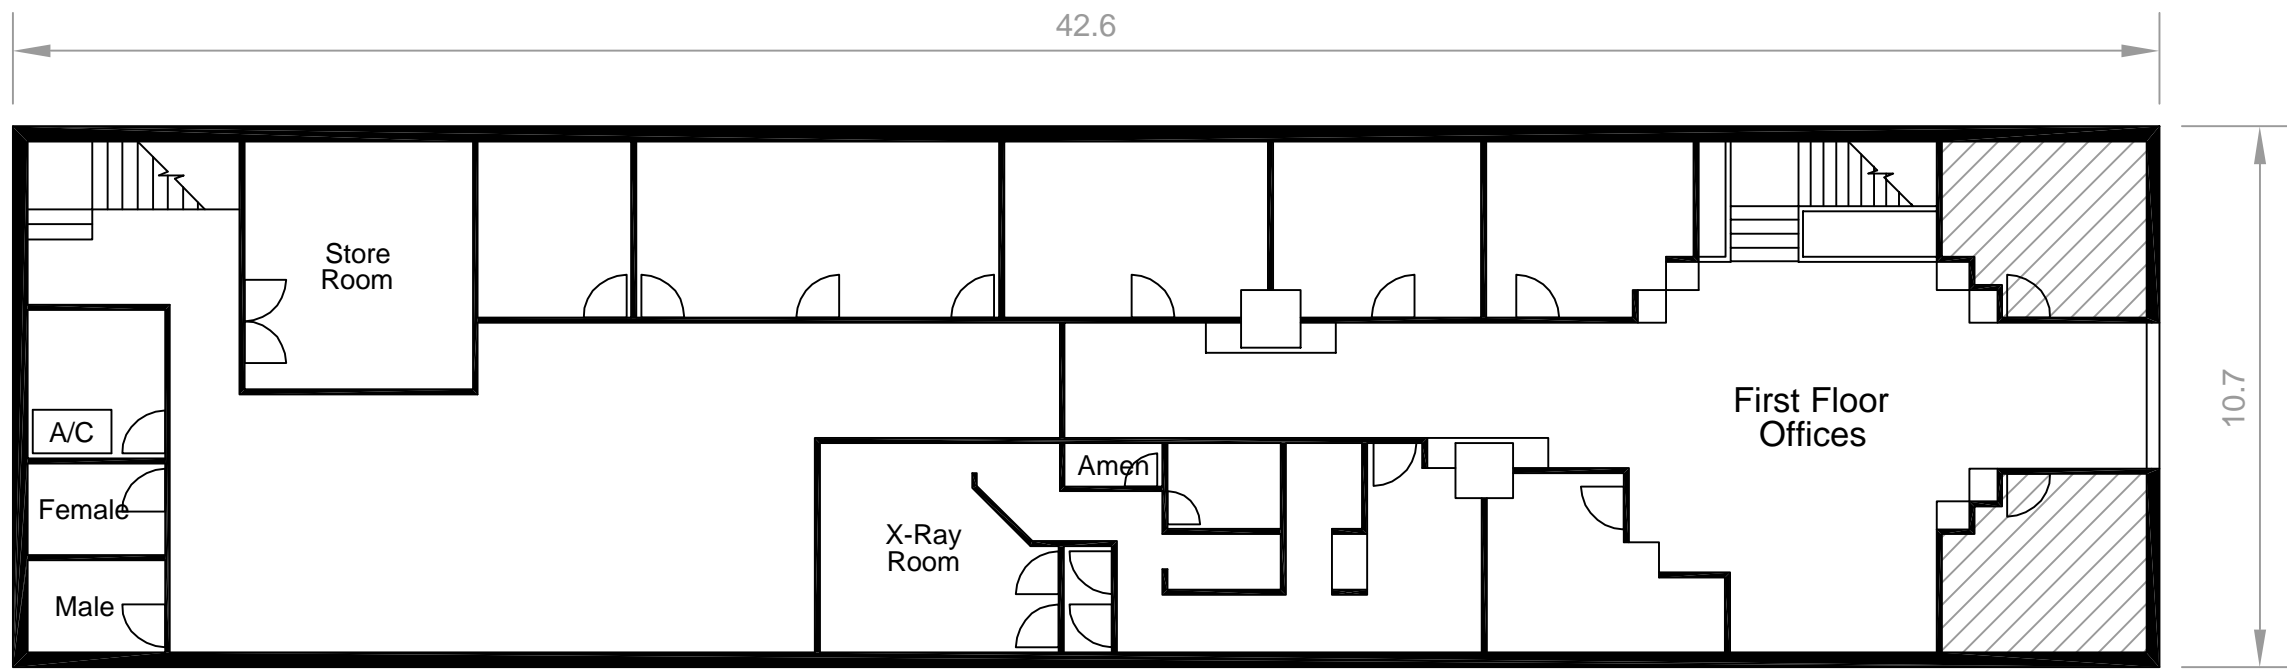 42.6
Store
Room
10.7
First Floor
Offices
A/C
Amen
Female
X-Ray
Room
Male